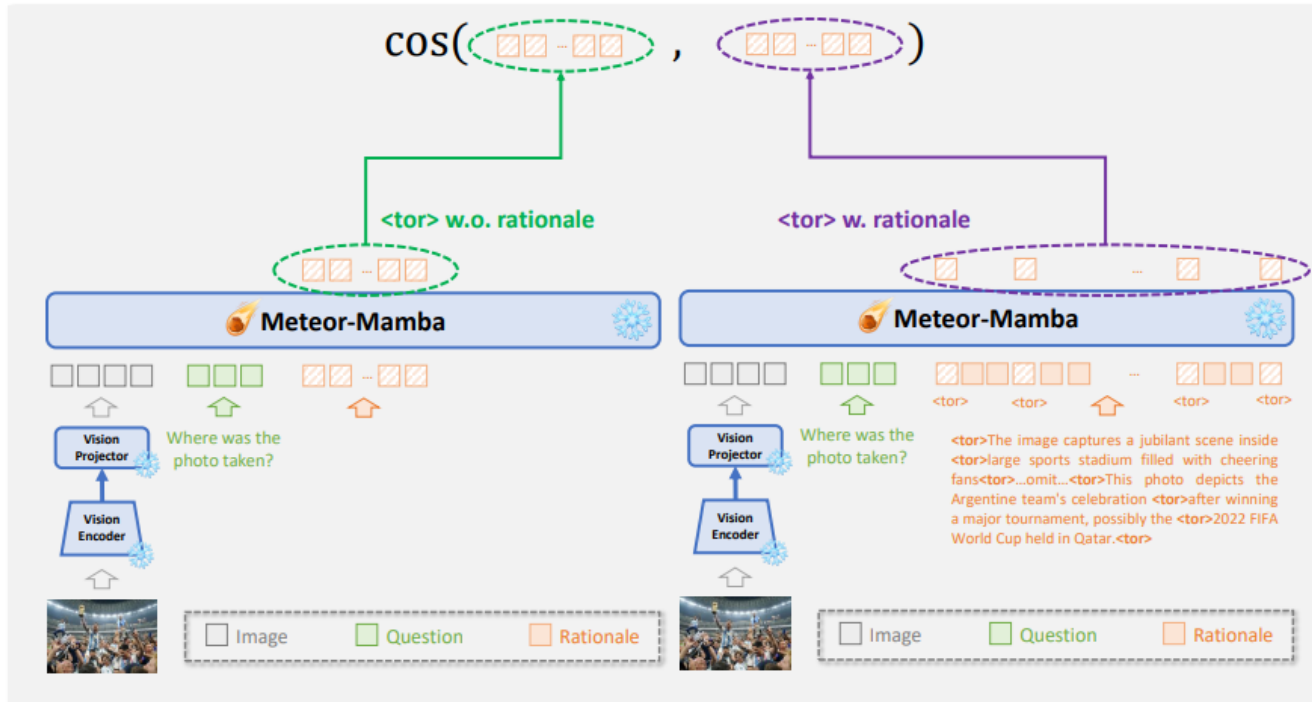 cos( ... , ... )
<tor> w.o. rationale
<tor> w. rationale
...
...
Meteor-Mamba
Meteor-Mamba
...
...
<tor>
<tor>
<tor>
<tor>
Vision
Projector
Where was the
photo taken?
Vision
Encoder
Vision
Projector
Where was the
photo taken?
Vision
Encoder
<tor>The image captures a jubilant scene inside
<tor>large sports stadium filled with cheering
fans<tor>...omit...<tor>This photo depicts the
Argentine team's celebration <tor>after winning
a major tournament, possibly the <tor>2022 FIFA
World Cup held in Qatar.<tor>
Image
Question
Rationale
Image
Question
Rationale